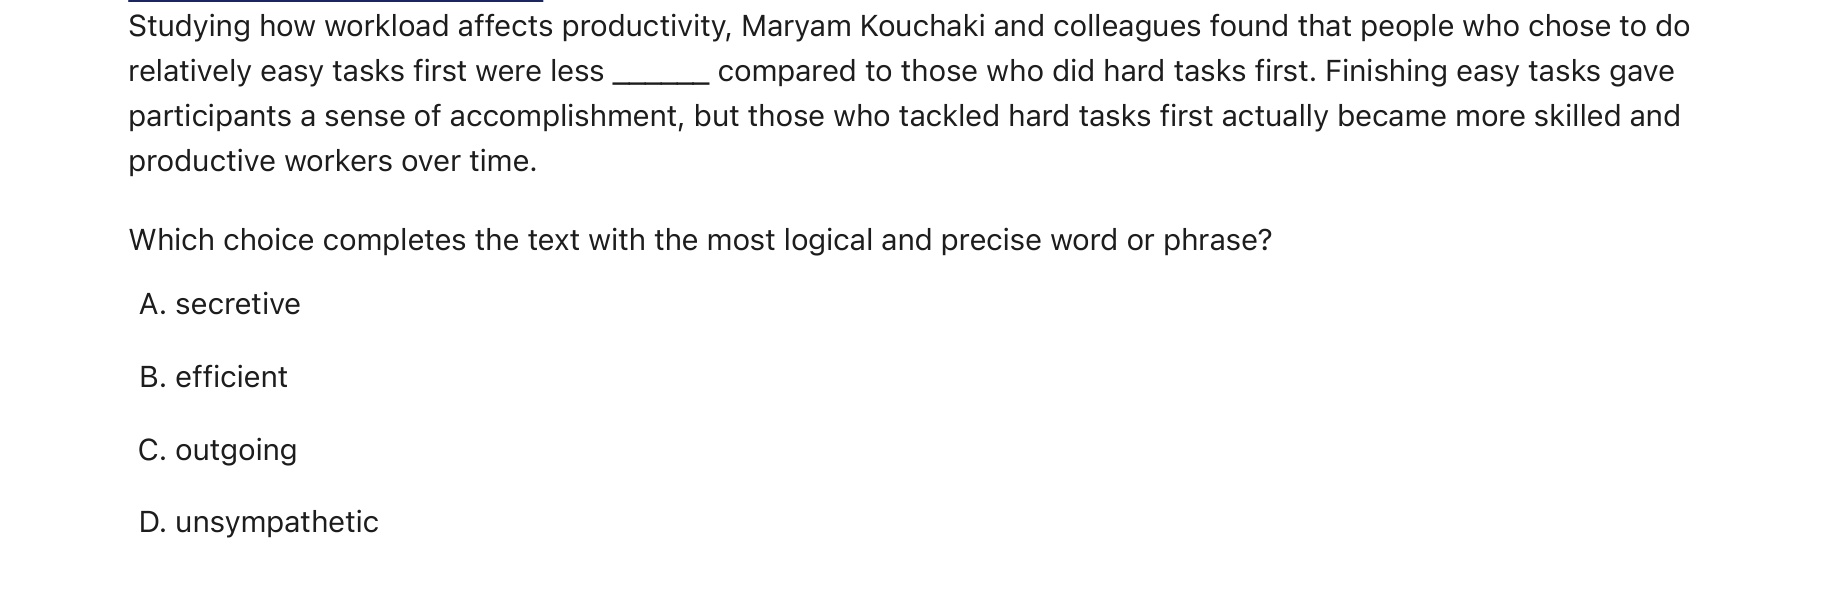 Studying how workload affects productivity, Maryam Kouchaki and colleagues found that people who chose to do
relatively easy tasks first were less ______ compared to those who did hard tasks first. Finishing easy tasks gave
participants a sense of accomplishment, but those who tackled hard tasks first actually became more skilled and
productive workers over time.
Which choice completes the text with the most logical and precise word or phrase?
A. secretive
B. efficient
C. outgoing
D. unsympathetic